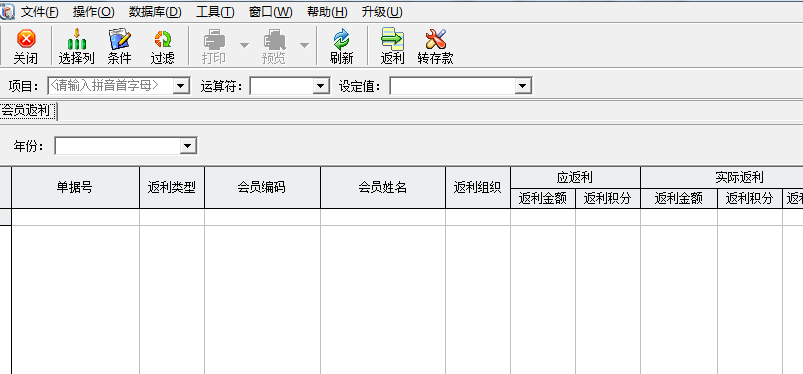 文件(F) 操作(O) 数据库(D) 工具(T) 窗口(W) 帮助(H) 升级(U)
关闭 选择列 条件 过滤 打印 预览 刷新 返利 转存款
项目: <请输入拼音首字母> 运算符: 设定值:
会员返利
年份:
单据号 返利类型 会员编码 会员姓名 返利组织 应返利 实际返利
返利金额 返利积分 返利金额 返利积分 返利